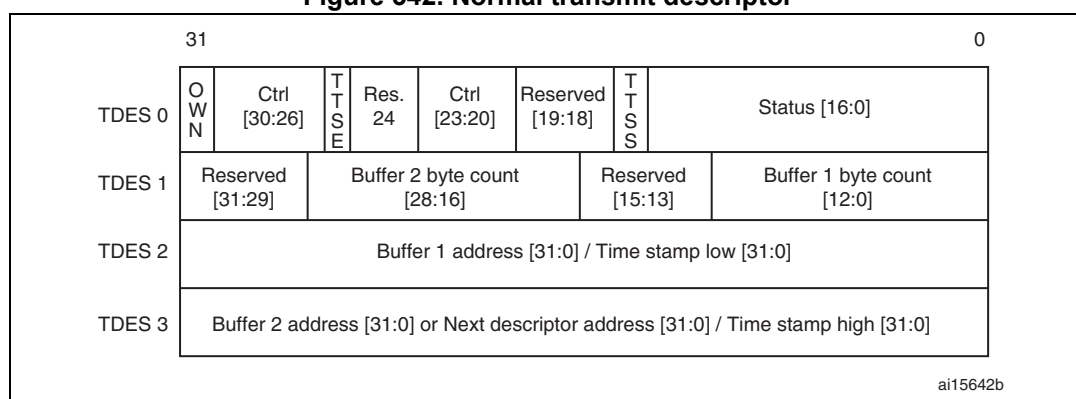 Figure 342. Normal transmit descriptor
31 0
TDES 0 OWN Ctrl [30:26] TTSE Res. 24 Ctrl [23:20] Reserved [19:18] TTSS Status [16:0]
TDES 1 Reserved [31:29] Buffer 2 byte count [28:16] Reserved [15:13] Buffer 1 byte count [12:0]
TDES 2 Buffer 1 address [31:0] / Time stamp low [31:0]
TDES 3 Buffer 2 address [31:0] or Next descriptor address [31:0] / Time stamp high [31:0]
ai15642b